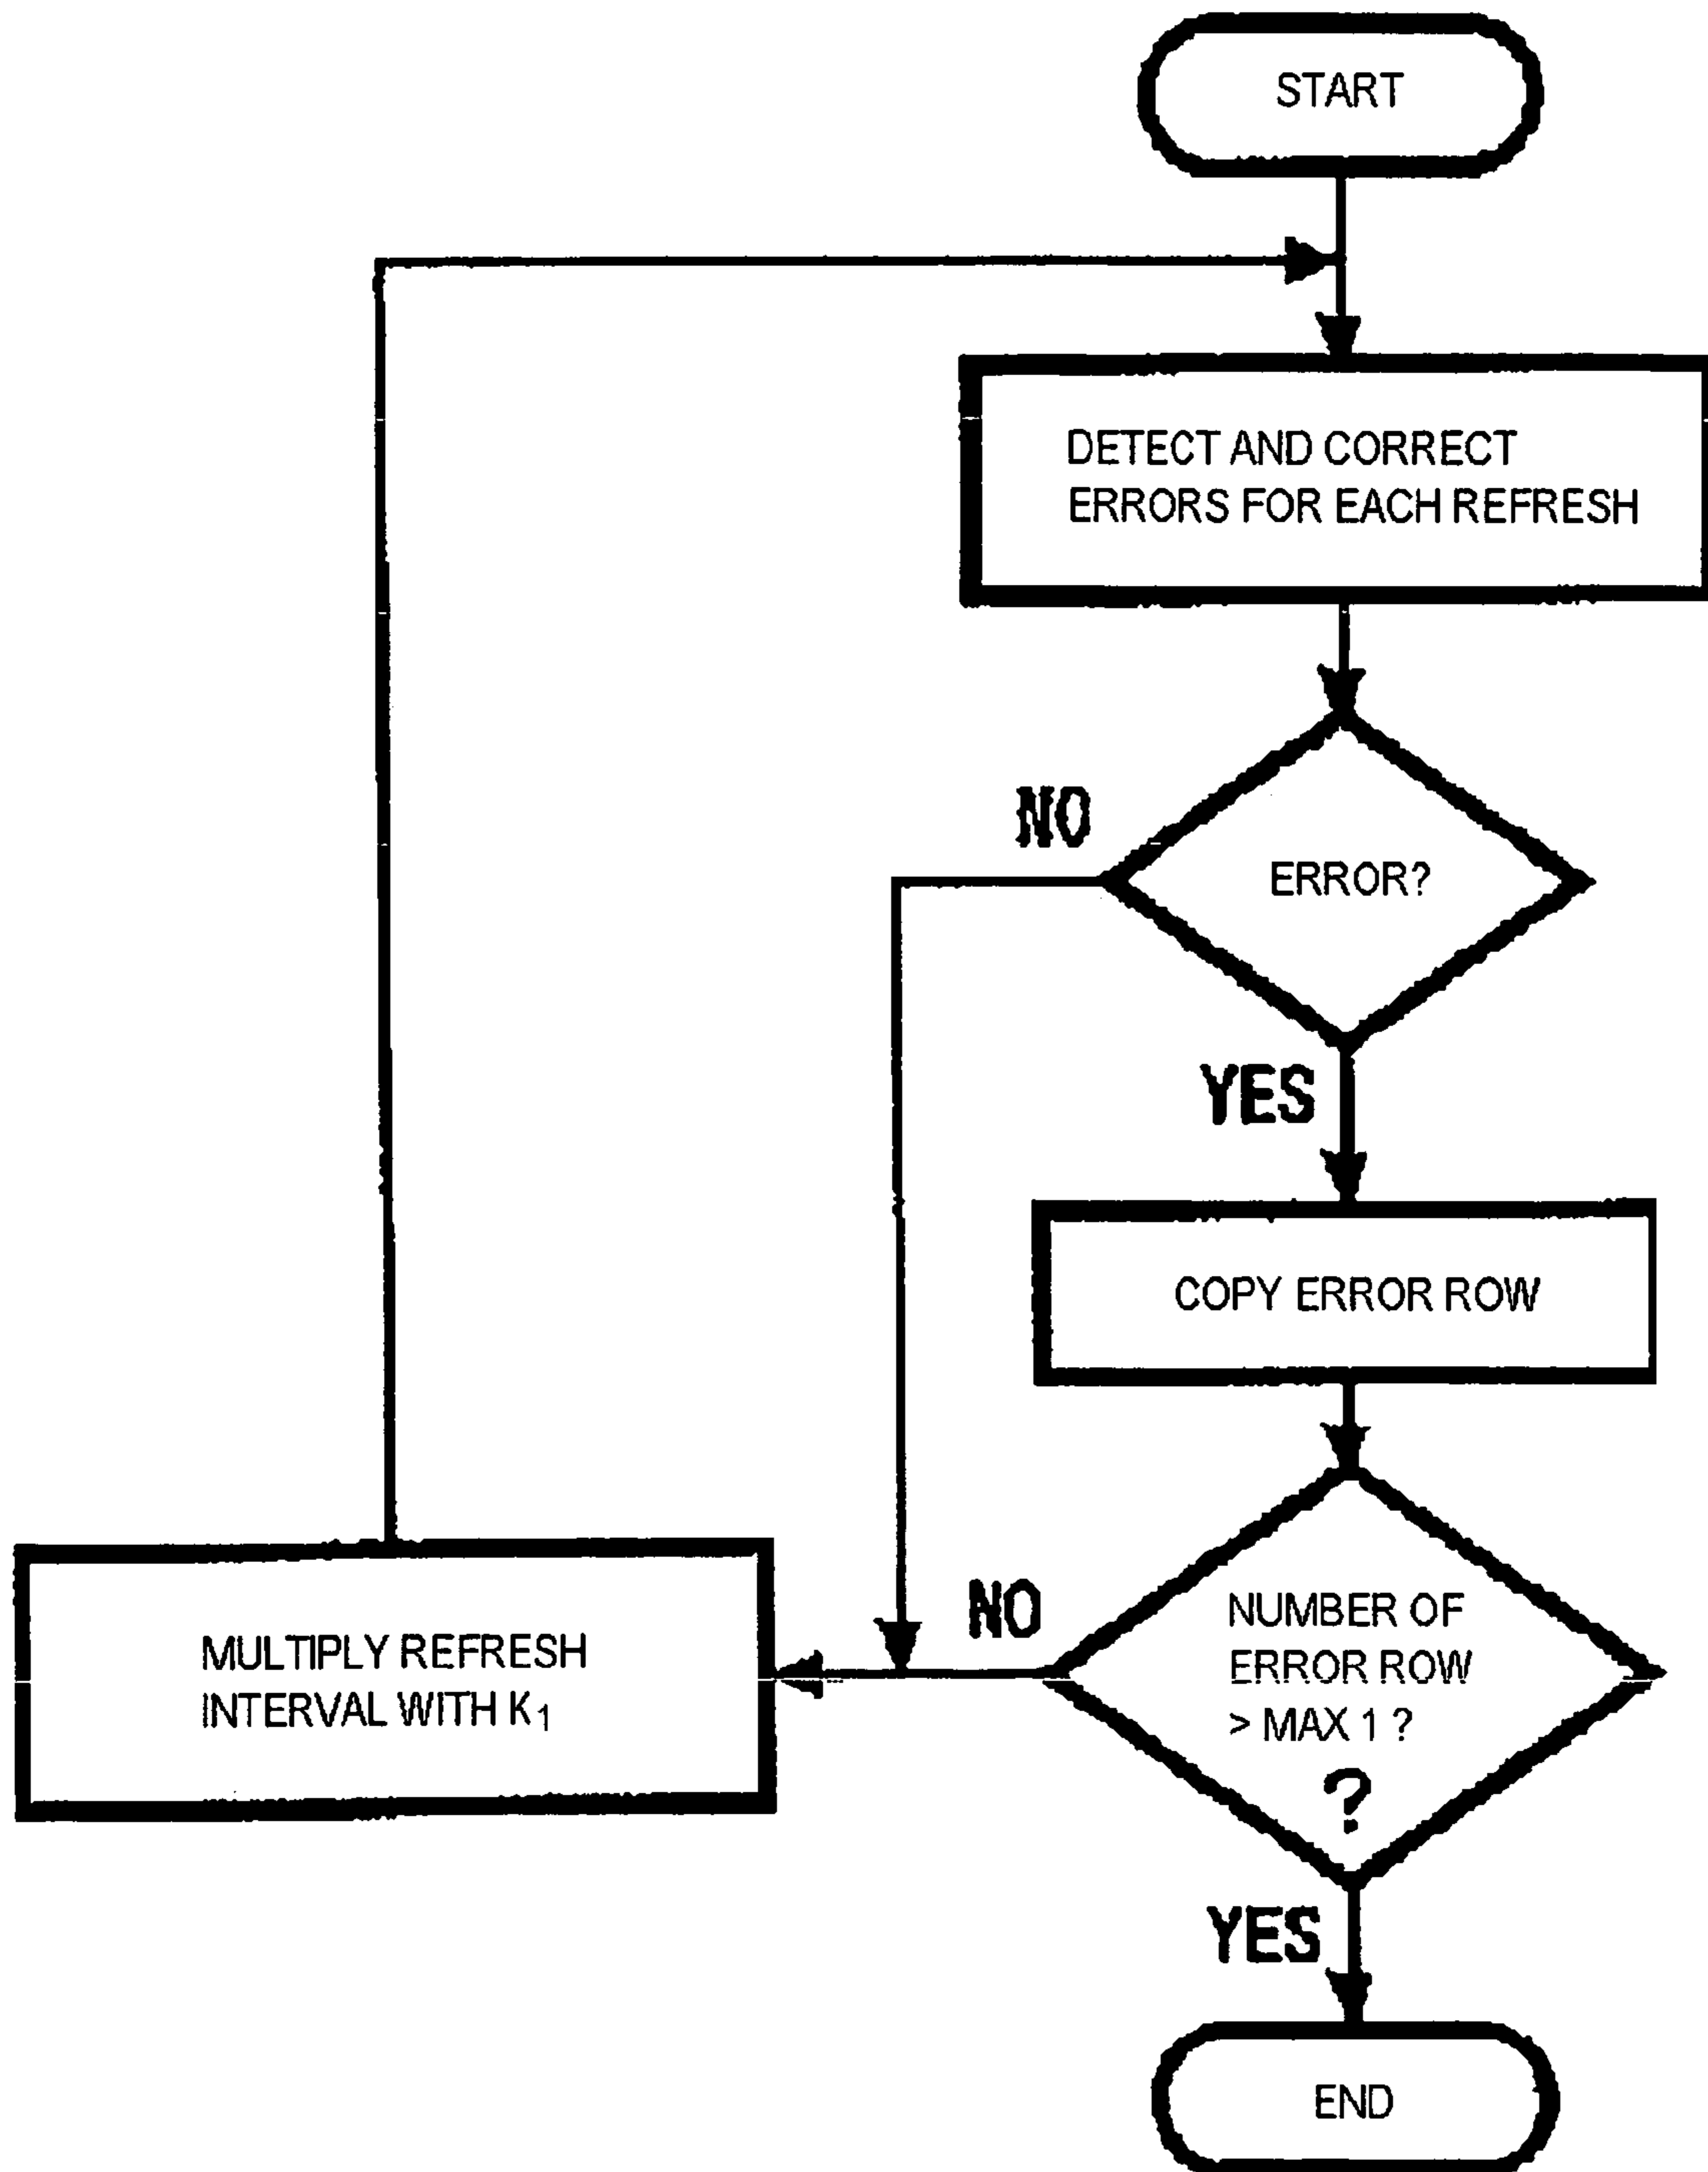 START
DETECT AND CORRECT
ERRORS FOR EACH REFRESH
NO
ERROR?
YES
COPY ERROR ROW
MULTIPLY REFRESH
INTERVAL WITH K₁
NO
NUMBER OF
ERROR ROW
> MAX 1 ?
?
YES
END